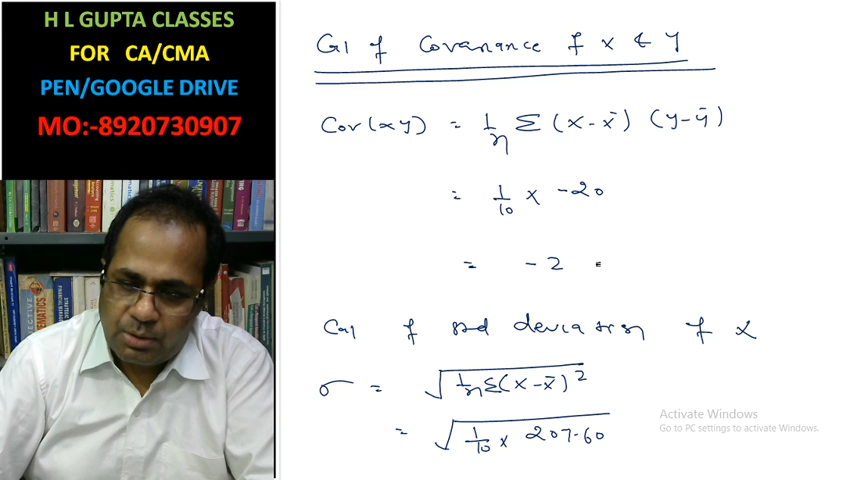 H L GUPTA CLASSES
FOR CA/CMA
PEN/GOOGLE DRIVE
MO:-8920730907
Cal of Covariance of x & y
Cov(xy) = 1/n Σ (x - x̄) (y - ȳ)
= 1/10 x -20
= -2
Cal of std deviation of x
σ = √(1/n Σ(x - x̄)²)
= √(1/10 x 207.60)
Activate Windows
Go to PC settings to activate Windows.